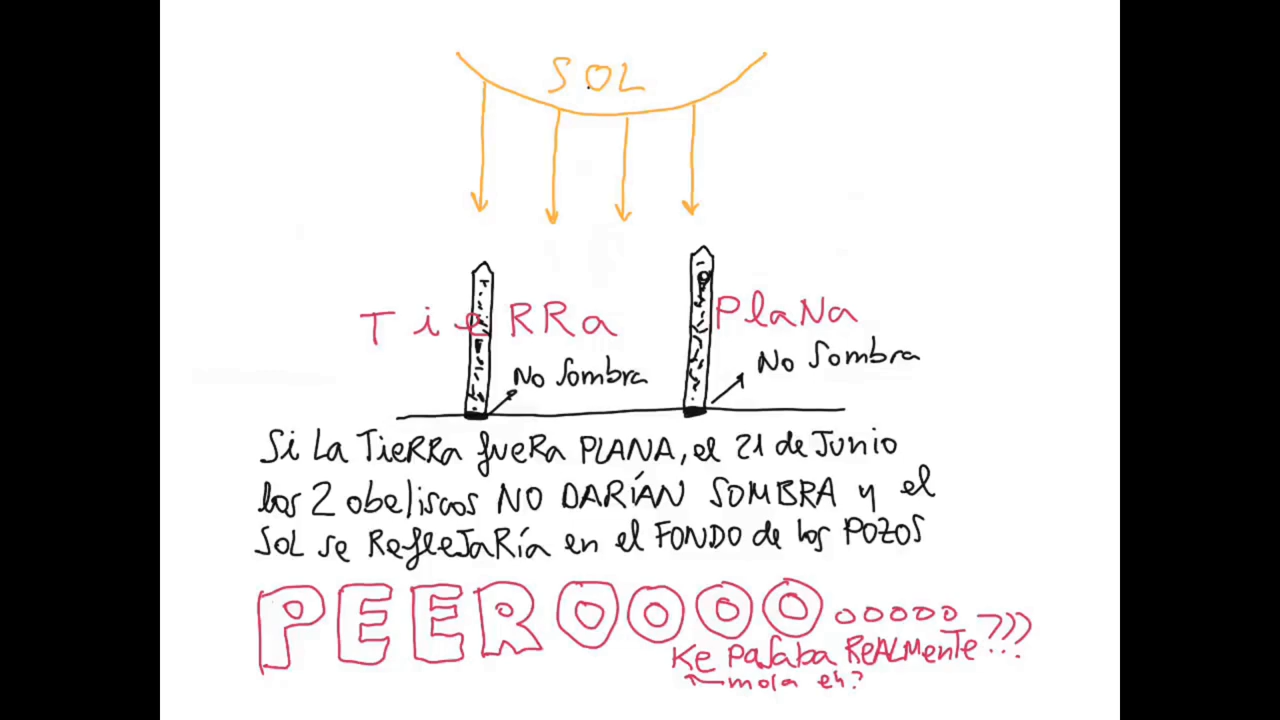 SOL
TieRRa PlaNa
No Sombra
No Sombra
Si La TieRRa fueRa PLANA, el 21 de Junio
los 2 obeliscos NO DARÍAN SOMBRA y el
SOL se ReflejaRía en el FONDO de los POZOS
PEEROOOOooooo
Ke Pasaba ReALMente???
mola eh?